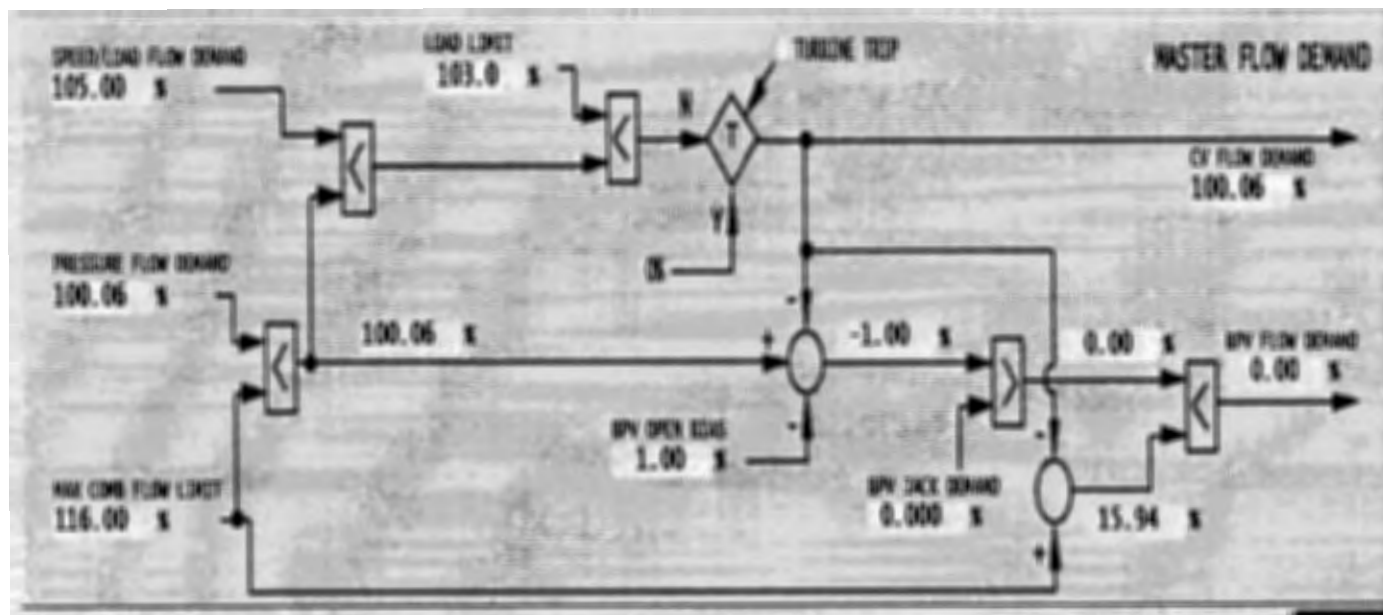 MASTER FLOW DEMAND
SPEED/LOAD FLOW DEMAND
105.00 %
LOAD LIMIT
103.0 %
TURBINE TRIP
<
<
N
T
Y
0%
CV FLOW DEMAND
100.06 %
PRESSURE FLOW DEMAND
100.06 %
<
100.06 %
+
-
-
-1.00 %
>
0.00 %
<
BPV FLOW DEMAND
0.00 %
BPV OPEN BIAS
1.00 %
BPV JACK DEMAND
0.000 %
-
+
15.94 %
MAX COMB FLOW LIMIT
116.00 %